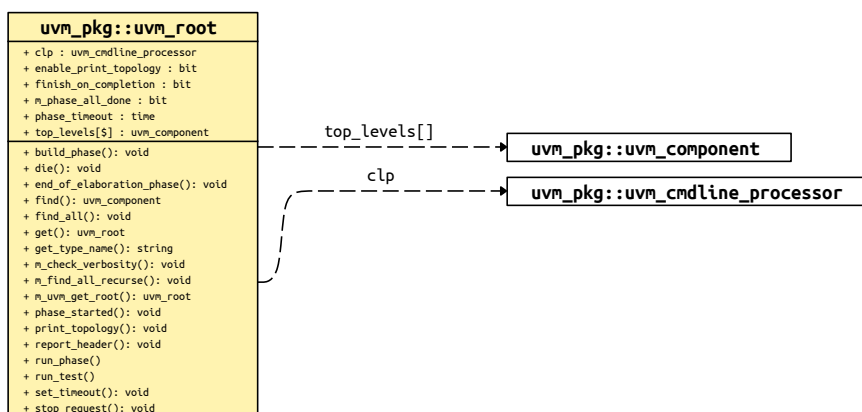 uvm_pkg::uvm_root
+ clp : uvm_cmdline_processor
+ enable_print_topology : bit
+ finish_on_completion : bit
+ m_phase_all_done : bit
+ phase_timeout : time
+ top_levels[$] : uvm_component
+ build_phase(): void
+ die(): void
+ end_of_elaboration_phase(): void
+ find(): uvm_component
+ find_all(): void
+ get(): uvm_root
+ get_type_name(): string
+ m_check_verbosity(): void
+ m_find_all_recurse(): void
+ m_uvm_get_root(): uvm_root
+ phase_started(): void
+ print_topology(): void
+ report_header(): void
+ run_phase()
+ run_test()
+ set_timeout(): void
+ stop_request(): void
top_levels[]
uvm_pkg::uvm_component
clp
uvm_pkg::uvm_cmdline_processor